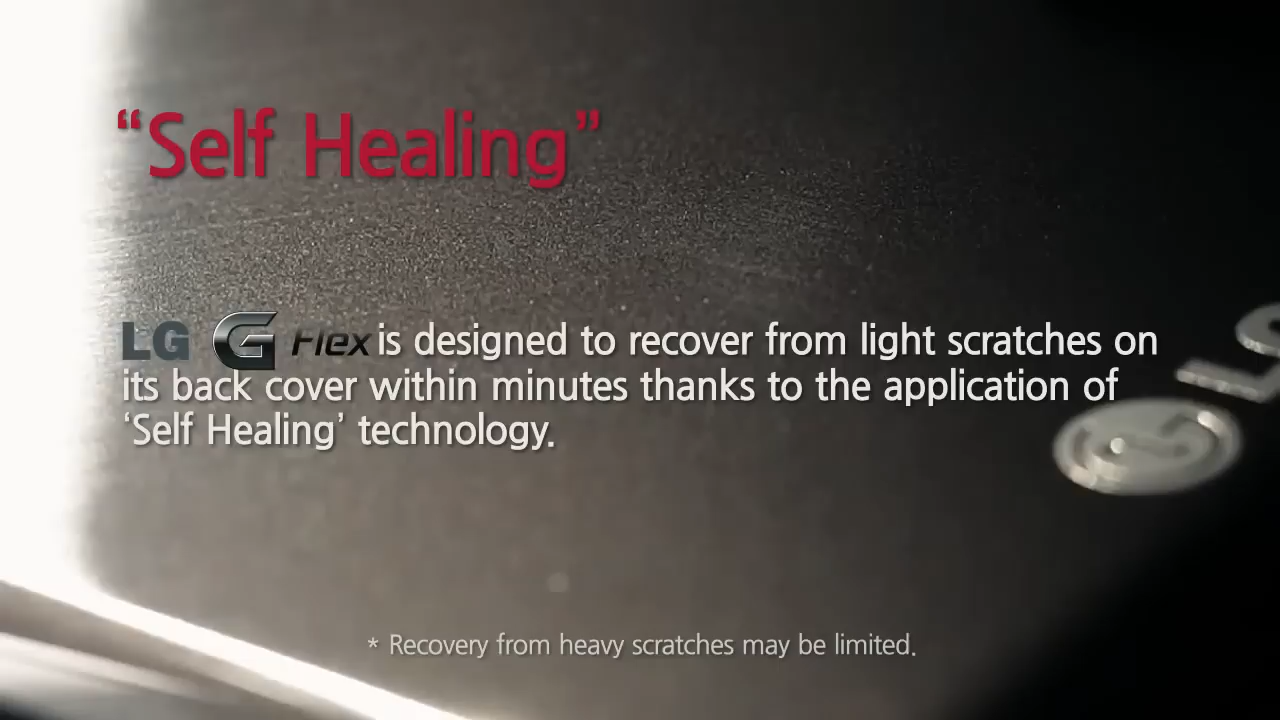 “Self Healing”
LG G Flex is designed to recover from light scratches on
its back cover within minutes thanks to the application of
‘Self Healing’ technology.
LG
* Recovery from heavy scratches may be limited.